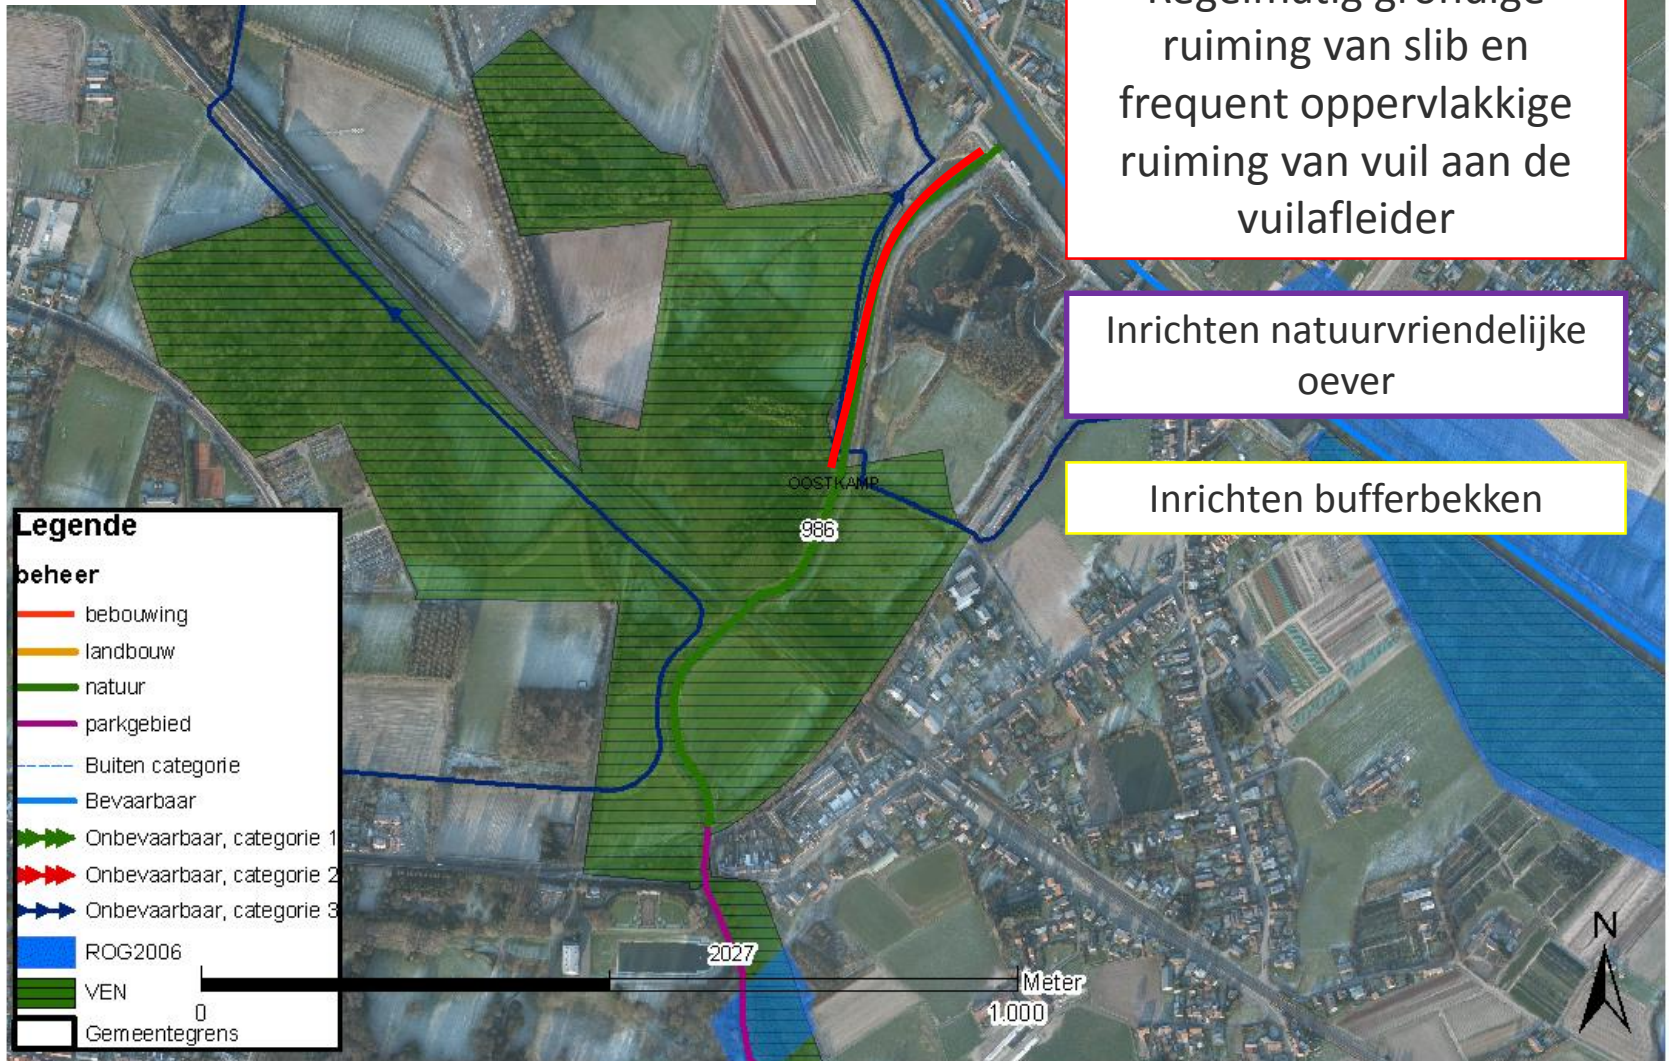 Regelmatig grondige
ruiming van slib en
frequent oppervlakkige
ruiming van vuil aan de
vuilafleider
Inrichten natuurvriendelijke
oever
Inrichten bufferbekken
OOSTKAMP
986
2027
Legende
beheer
bebouwing
landbouw
natuur
parkgebied
Buiten categorie
Bevaarbaar
Onbevaarbaar, categorie 1
Onbevaarbaar, categorie 2
Onbevaarbaar, categorie 3
ROG2006
VEN
Gemeentegrens
0
1.000
Meter
N